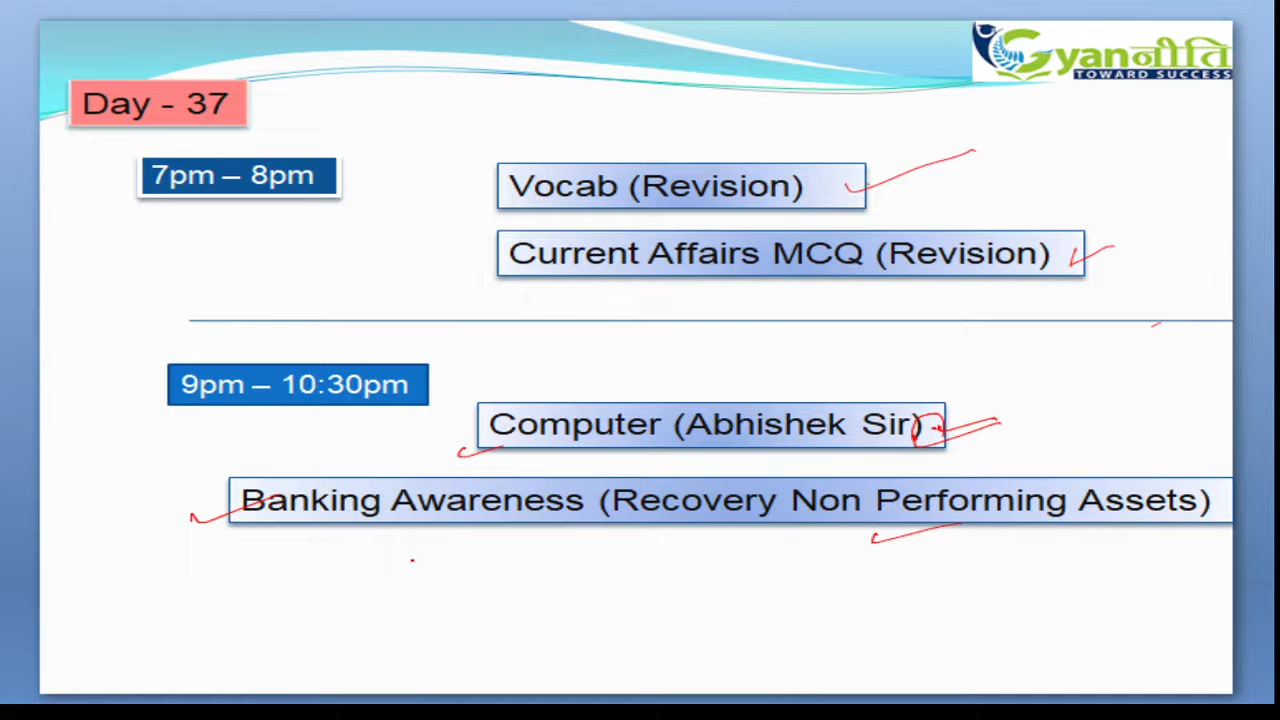 Gyanनीति
TOWARD SUCCESS
Day - 37
7pm – 8pm
Vocab (Revision)
Current Affairs MCQ (Revision)
9pm – 10:30pm
Computer (Abhishek Sir)
Banking Awareness (Recovery Non Performing Assets)